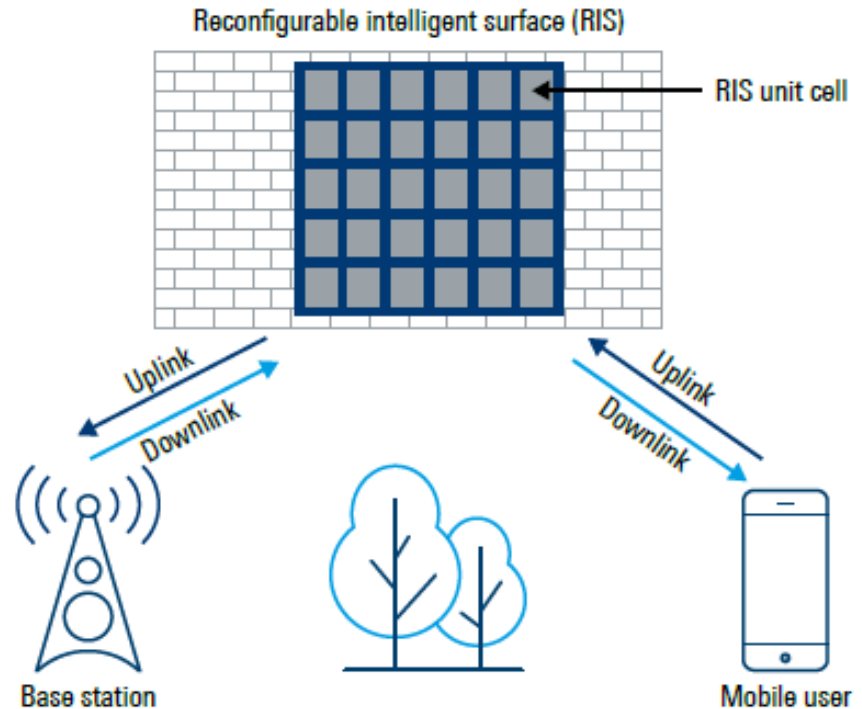 Reconfigurable intelligent surface (RIS)
RIS unit cell
Uplink
Downlink
Uplink
Downlink
Base station
Mobile user